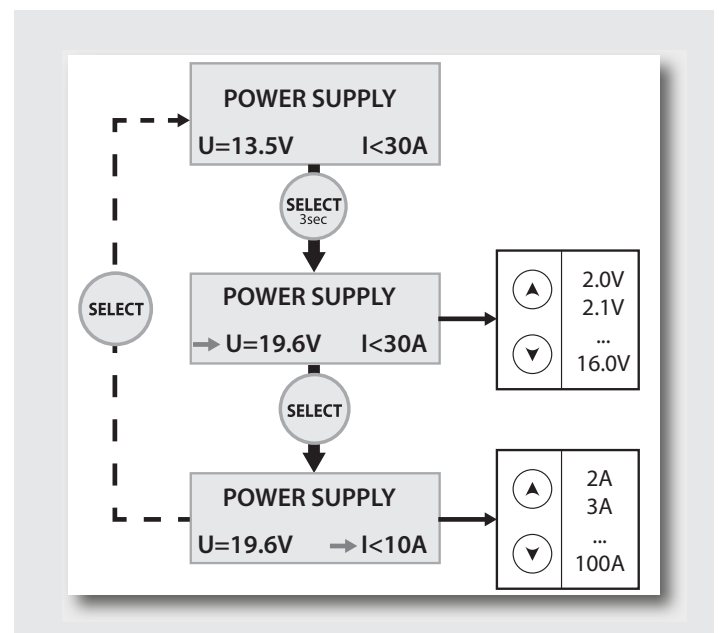 POWER SUPPLY
U=13.5V I<30A
SELECT
3sec
POWER SUPPLY
U=19.6V I<30A
2.0V
2.1V
...
16.0V
SELECT
SELECT
POWER SUPPLY
U=19.6V I<10A
2A
3A
...
100A